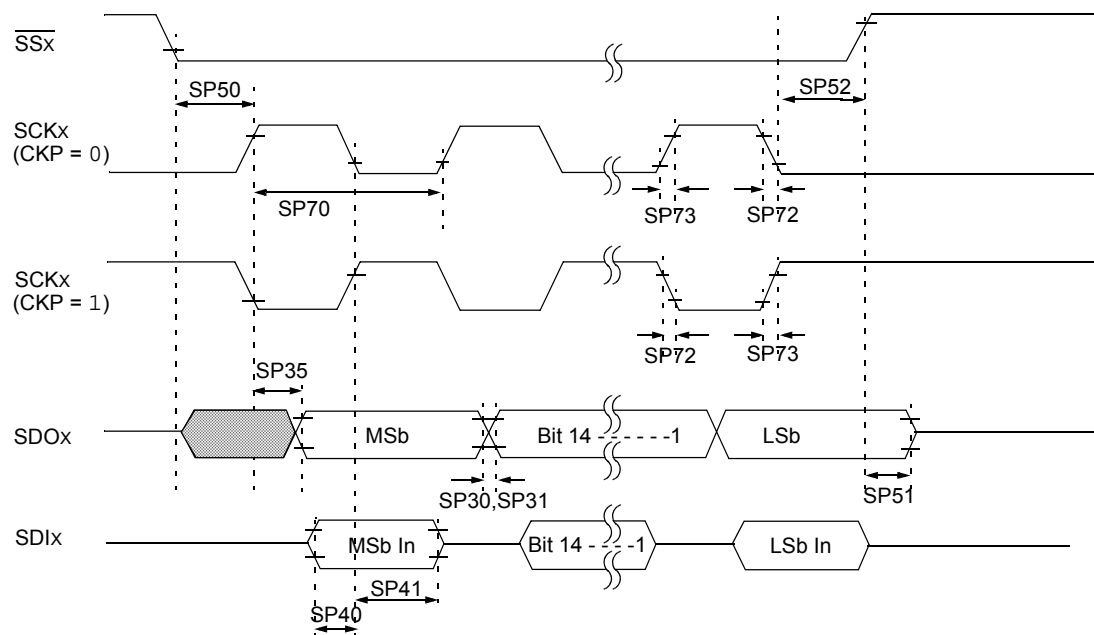 SSx
SP50
SP52
SCKx
(CKP = 0)
SP70
SP73
SP72
SCKx
(CKP = 1)
SP72
SP73
SP35
SDOx
MSb
Bit 14 - - - - - -1
LSb
SP30,SP31
SP51
SDIx
MSb In
Bit 14 - - - -1
LSb In
SP41
SP40